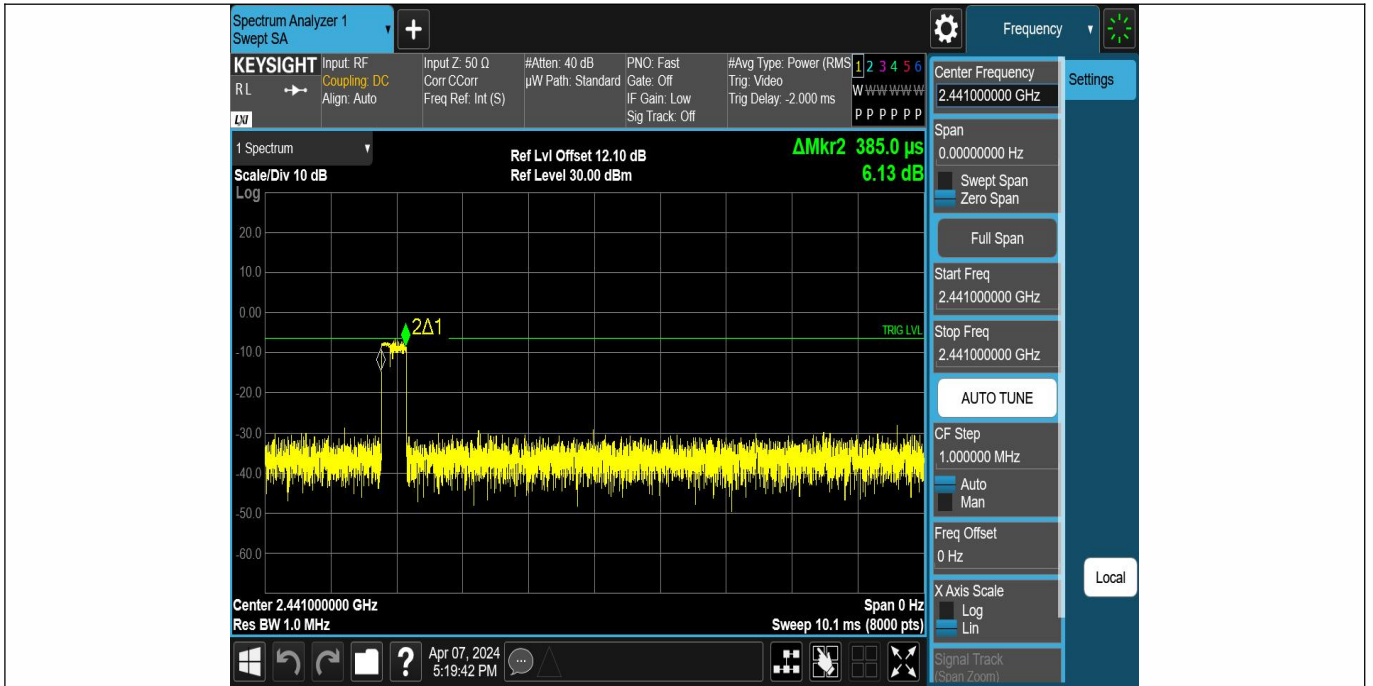 Spectrum Analyzer 1
Swept SA
+
Frequency
KEYSIGHT
RL
LXI
Input: RF
Coupling: DC
Align: Auto
Input Z: 50 Ω
Corr CCorr
Freq Ref: Int (S)
#Atten: 40 dB
µW Path: Standard
PNO: Fast
Gate: Off
IF Gain: Low
Sig Track: Off
#Avg Type: Power (RMS
Trig: Video
Trig Delay: -2.000 ms
1 2 3 4 5 6
W W W W W W
P P P P P P
Center Frequency
2.441000000 GHz
Settings
1 Spectrum
Scale/Div 10 dB
Ref Lvl Offset 12.10 dB
Ref Level 30.00 dBm
ΔMkr2 385.0 µs
6.13 dB
Log
20.0
10.0
0.00
-10.0
-20.0
-30.0
-40.0
-50.0
-60.0
2Δ1
TRIG LVL
Span
0.00000000 Hz
Swept Span
Zero Span
Full Span
Start Freq
2.441000000 GHz
Stop Freq
2.441000000 GHz
AUTO TUNE
CF Step
1.000000 MHz
Auto
Man
Freq Offset
0 Hz
Local
X Axis Scale
Log
Lin
Signal Track
(Span Zoom)
Center 2.441000000 GHz
Res BW 1.0 MHz
Span 0 Hz
Sweep 10.1 ms (8000 pts)
?
Apr 07, 2024
5:19:42 PM